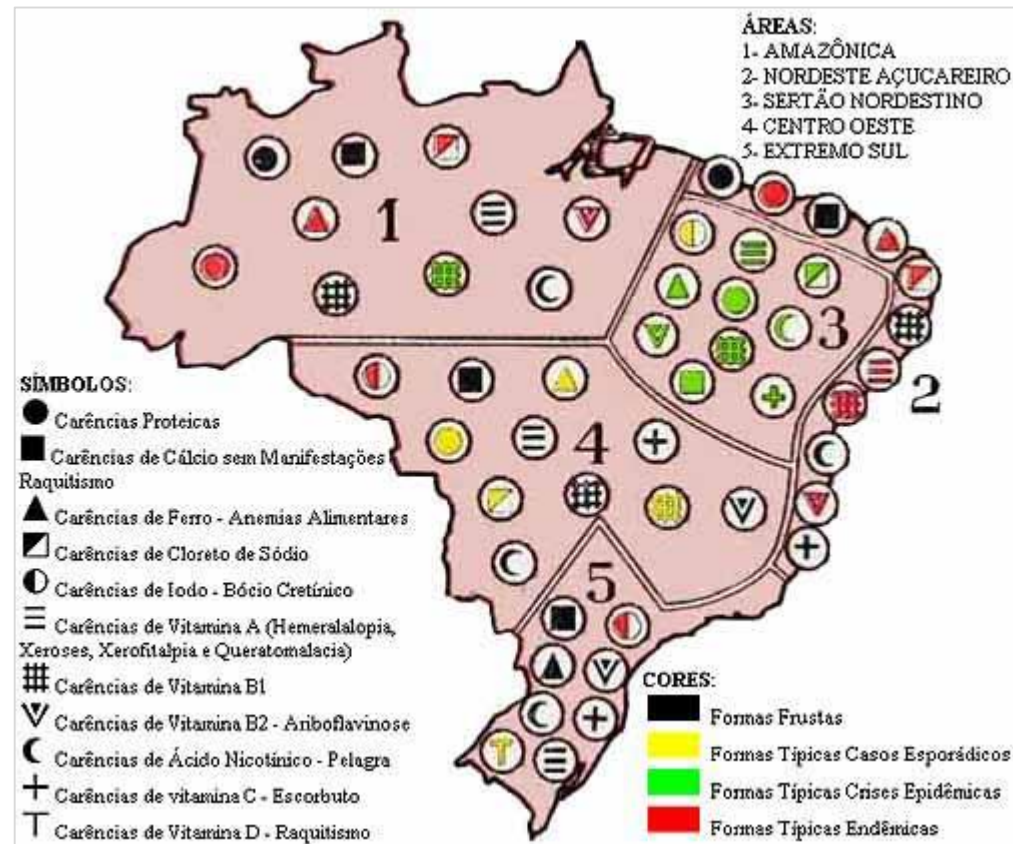 ÁREAS:
1- AMAZÔNICA
2- NORDESTE AÇUCAREIRO
3- SERTÃO NORDESTINO
4- CENTRO OESTE
5- EXTREMO SUL
1
3
2
4
5
SÍMBOLOS:
Carências Proteicas
Carências de Cálcio sem Manifestações
Raquitismo
Carências de Ferro - Anemias Alimentares
Carências de Cloreto de Sódio
Carências de Iodo - Bócio Cretínico
Carências de Vitamina A (Hemeralalopia,
Xeroses, Xerofitalpia e Queratomalacia)
Carências de Vitamina B1
Carências de Vitamina B2 - Ariboflavinose
Carências de Ácido Nicotínico - Pelagra
Carências de vitamina C - Escorbuto
Carências de Vitamina D - Raquitismo
CORES:
Formas Frustas
Formas Típicas Casos Esporádicos
Formas Típicas Crises Epidêmicas
Formas Típicas Endêmicas